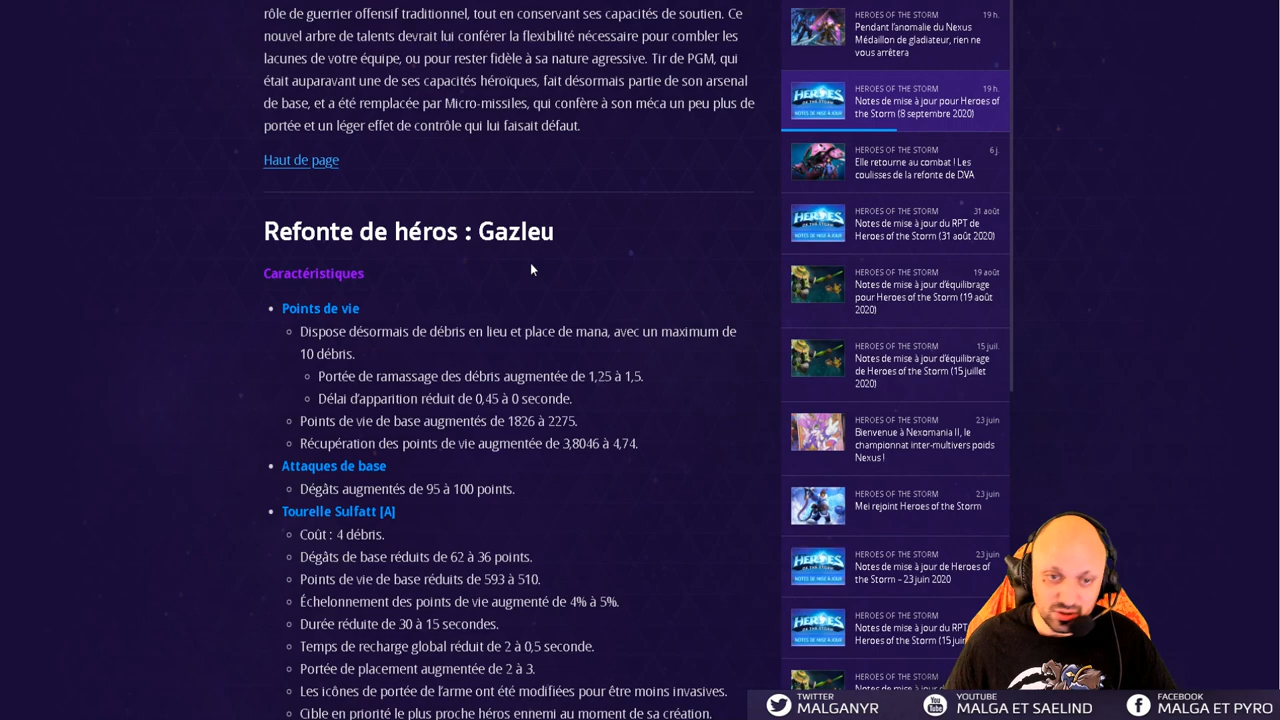 rôle de guerrier offensif traditionnel, tout en conservant ses capacités de soutien. Ce
nouvel arbre de talents devrait lui conférer la flexibilité nécessaire pour combler les
lacunes de votre équipe, ou pour rester fidèle à sa nature agressive. Tir de PGM, qui
était auparavant une de ses capacités héroïques, fait désormais partie de son arsenal
de base, et a été remplacée par Micro-missiles, qui confère à son méca un peu plus de
portée et un léger effet de contrôle qui lui faisait défaut.
Haut de page
Refonte de héros : Gazleu
Caractéristiques
Points de vie
Dispose désormais de débris en lieu et place de mana, avec un maximum de
10 débris.
Portée de ramassage des débris augmentée de 1,25 à 1,5.
Délai d'apparition réduit de 0,45 à 0 seconde.
Points de vie de base augmentés de 1826 à 2275.
Récupération des points de vie augmentée de 3,8046 à 4,74.
Attaques de base
Dégâts augmentés de 95 à 100 points.
Tourelle Sulfatt [A]
Coût : 4 débris.
Dégâts de base réduits de 62 à 36 points.
Points de vie de base réduits de 593 à 510.
Échelonnement des points de vie augmenté de 4% à 5%.
Durée réduite de 30 à 15 secondes.
Temps de recharge global réduit de 2 à 0,5 seconde.
Portée de placement augmentée de 2 à 3.
Les icônes de portée de l'arme ont été modifiées pour être moins invasives.
Cible en priorité le plus proche héros ennemi au moment de sa création.
HEROES OF THE STORM 19 h.
Pendant l'anomalie du Nexus
Médaillon de gladiateur, rien ne
vous arrêtera
HEROES OF THE STORM 19 h.
Notes de mise à jour pour Heroes of
the Storm (8 septembre 2020)
HEROES OF THE STORM 6 j.
Elle retourne au combat ! Les
coulisses de la refonte de DVA
HEROES OF THE STORM 31 août
Notes de mise à jour du RPT de
Heroes of the Storm (31 août 2020)
HEROES OF THE STORM 19 août
Notes de mise à jour d'équilibrage
pour Heroes of the Storm (19 août
2020)
HEROES OF THE STORM 15 juil.
Notes de mise à jour d'équilibrage
de Heroes of the Storm (15 juillet
2020)
HEROES OF THE STORM 23 juin
Bienvenue à Nexomania II, le
championnat inter-multivers poids
Nexus !
HEROES OF THE STORM 23 juin
Mei rejoint Heroes of the Storm
HEROES OF THE STORM 23 juin
Notes de mise à jour de Heroes of
the Storm – 23 juin 2020
HEROES OF THE STORM
Notes de mise à jour du RPT
Heroes of the Storm (15 juin
HEROES OF THE STORM
TWITTER
MALGANYR
YOUTUBE
MALGA ET SAELIND
FACEBOOK
MALGA ET PYRO